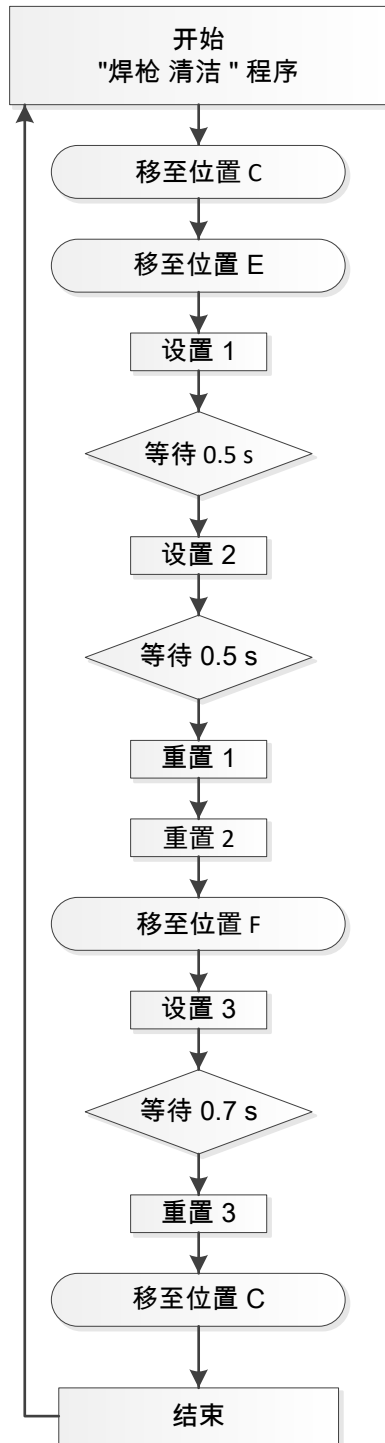 开始
"焊枪 清洁 " 程序
移至位置 C
移至位置 E
设置 1
等待 0.5 s
设置 2
等待 0.5 s
重置 1
重置 2
移至位置 F
设置 3
等待 0.7 s
重置 3
移至位置 C
结束